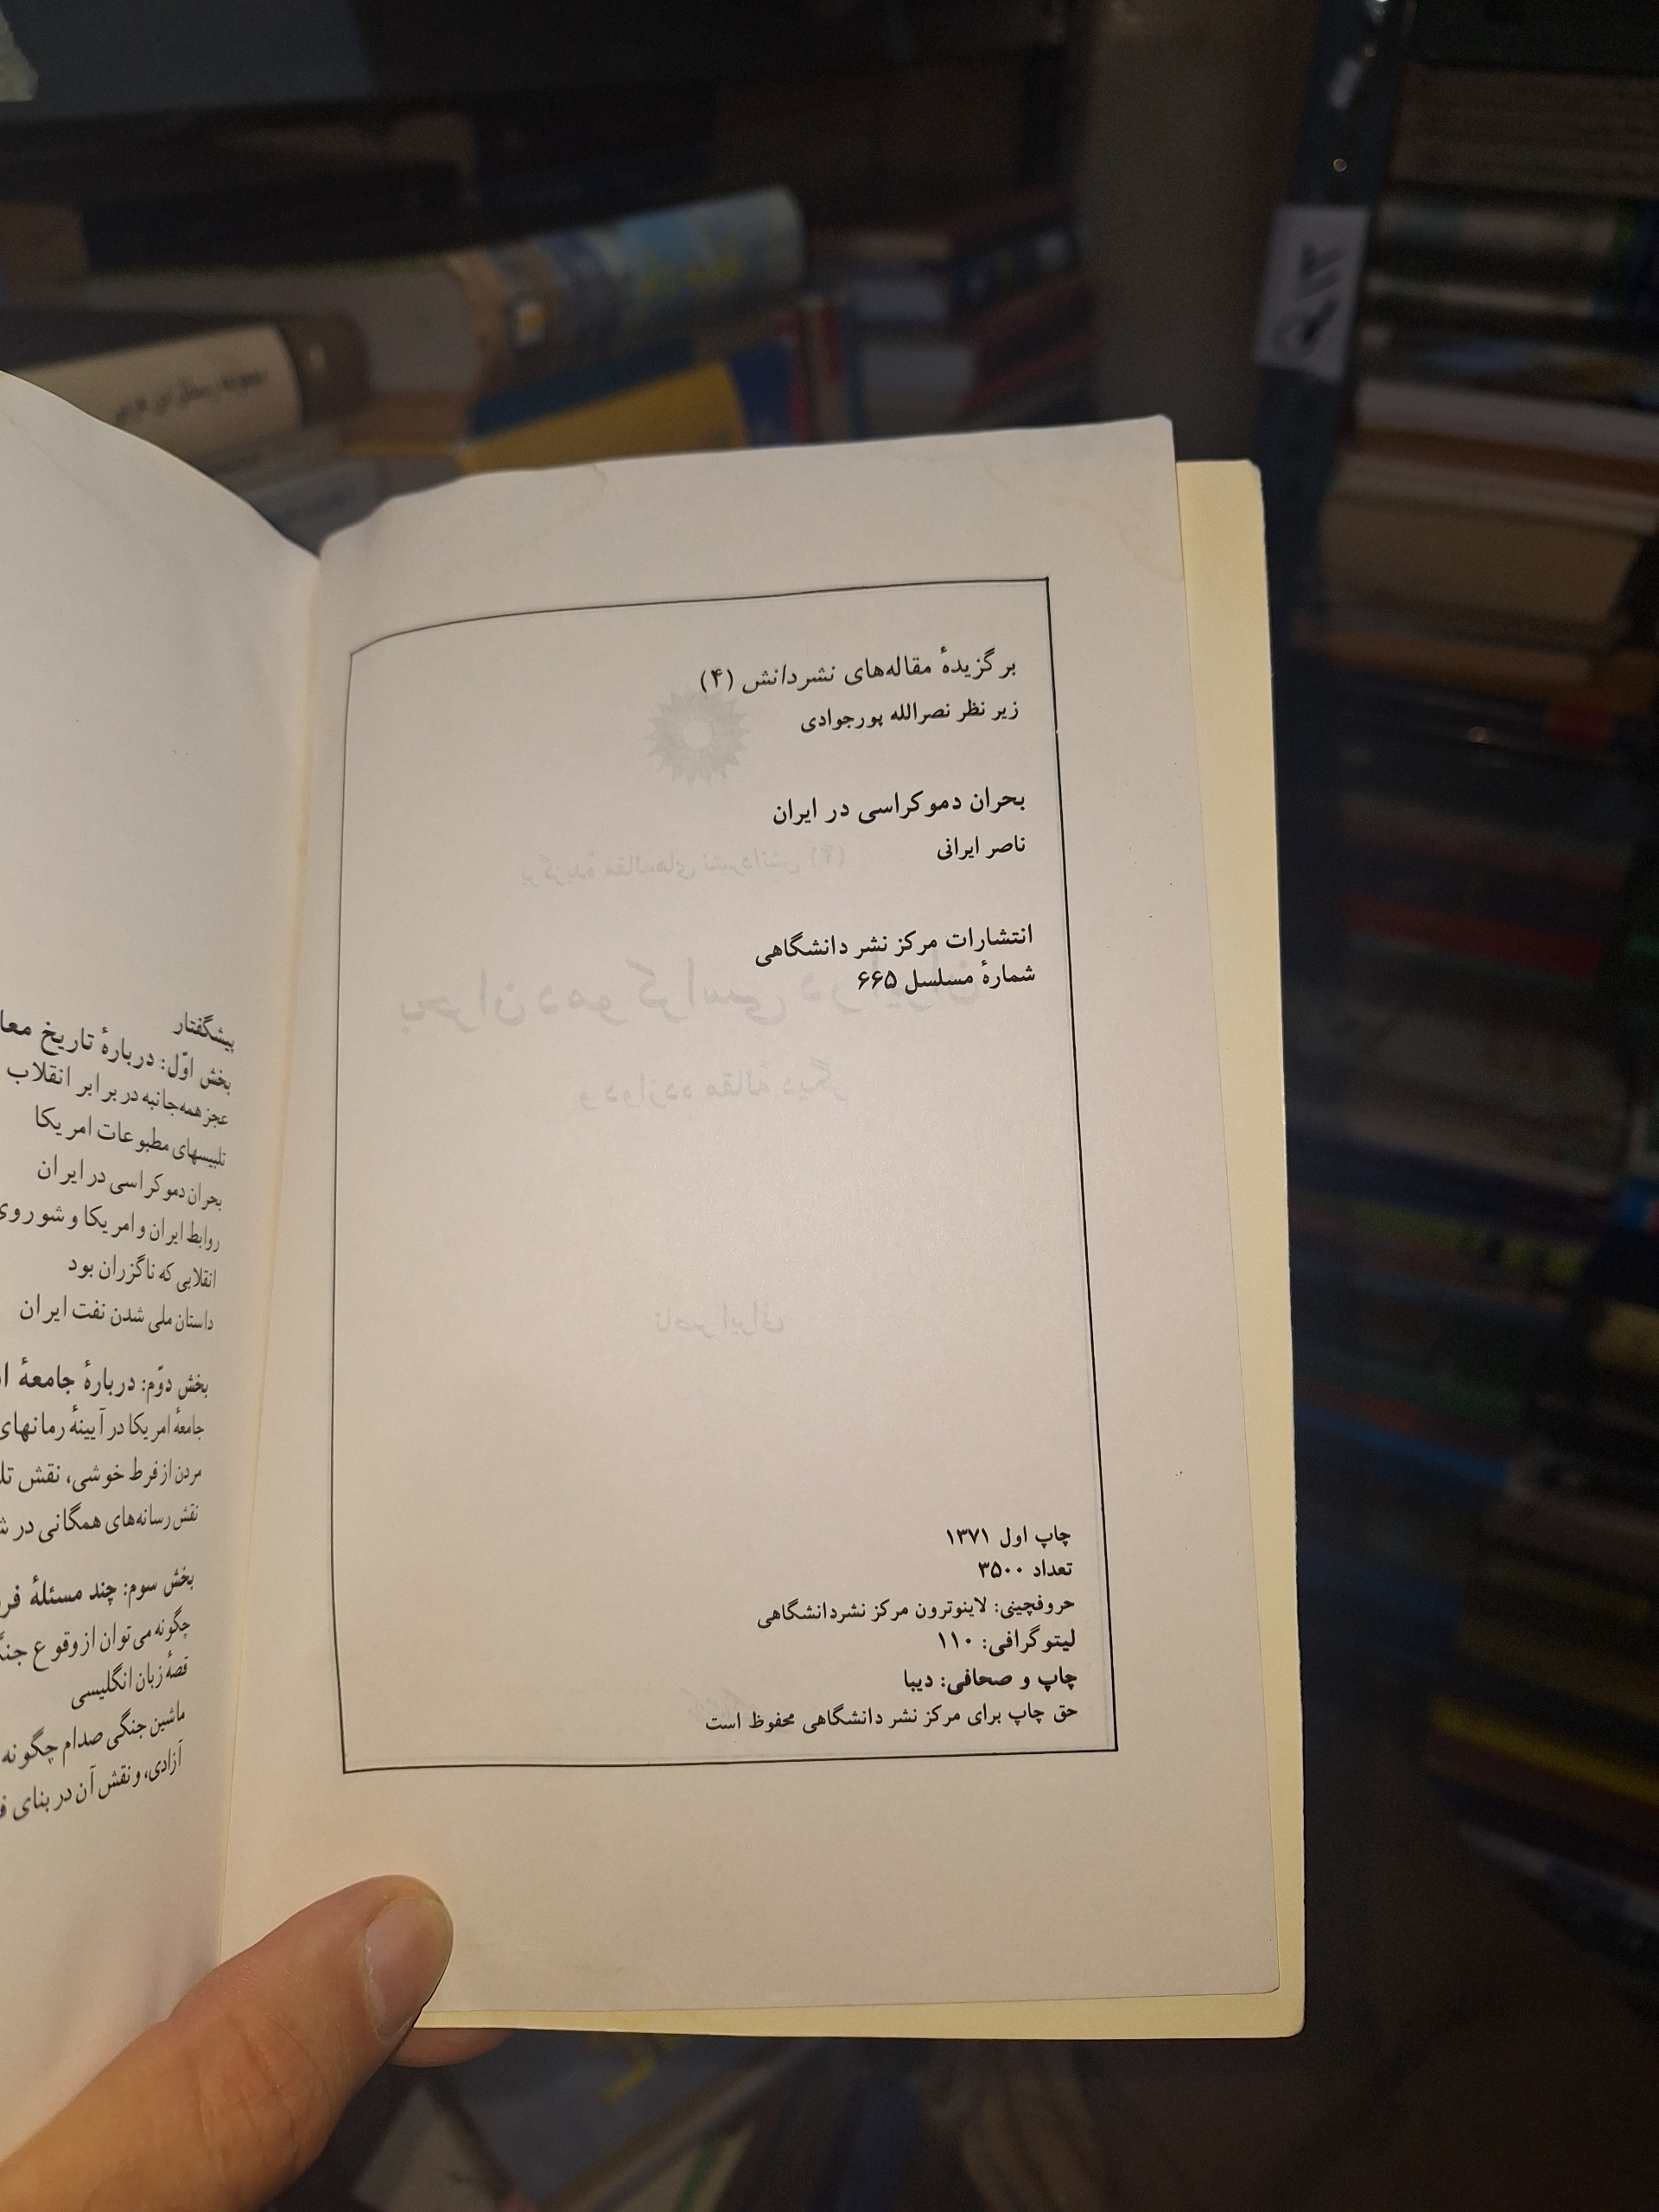 برگزیدهٔ مقاله‌های نشردانش (۴)
زیر نظر نصرالله پورجوادی
بحران دموکراسی در ایران
ناصر ایرانی
انتشارات مرکز نشر دانشگاهی
شمارهٔ مسلسل ۶۶۵
چاپ اول ۱۳۷۱
تعداد ۳۵۰۰
حروفچینی: لاینوترون مرکز نشردانشگاهی
لیتوگرافی: ۱۱۰
چاپ و صحافی: دیبا
حق چاپ برای مرکز نشر دانشگاهی محفوظ است
پیشگفتار
بخش اوّل: دربارهٔ تاریخ
عجز همه‌جانبه در برابر انقلاب
تلبیسهای مطبوعات امریکا
بحران دموکراسی در ایران
روابط ایران و امریکا و شوروی
انقلابی که ناگزران بود
داستان ملی شدن نفت ایران
بخش دوّم: دربارهٔ جامعهٔ
جامعهٔ امریکا در آیینهٔ رمانهای
مردن از فرط خوشی، نقش
نقش رسانه‌های همگانی در
بخش سوم: چند مسئلهٔ
چگونه می‌توان از وقوع
قصهٔ زبان انگلیسی
ماشین جنگی صدام چگونه
آزادی، و نقش آن در بنای